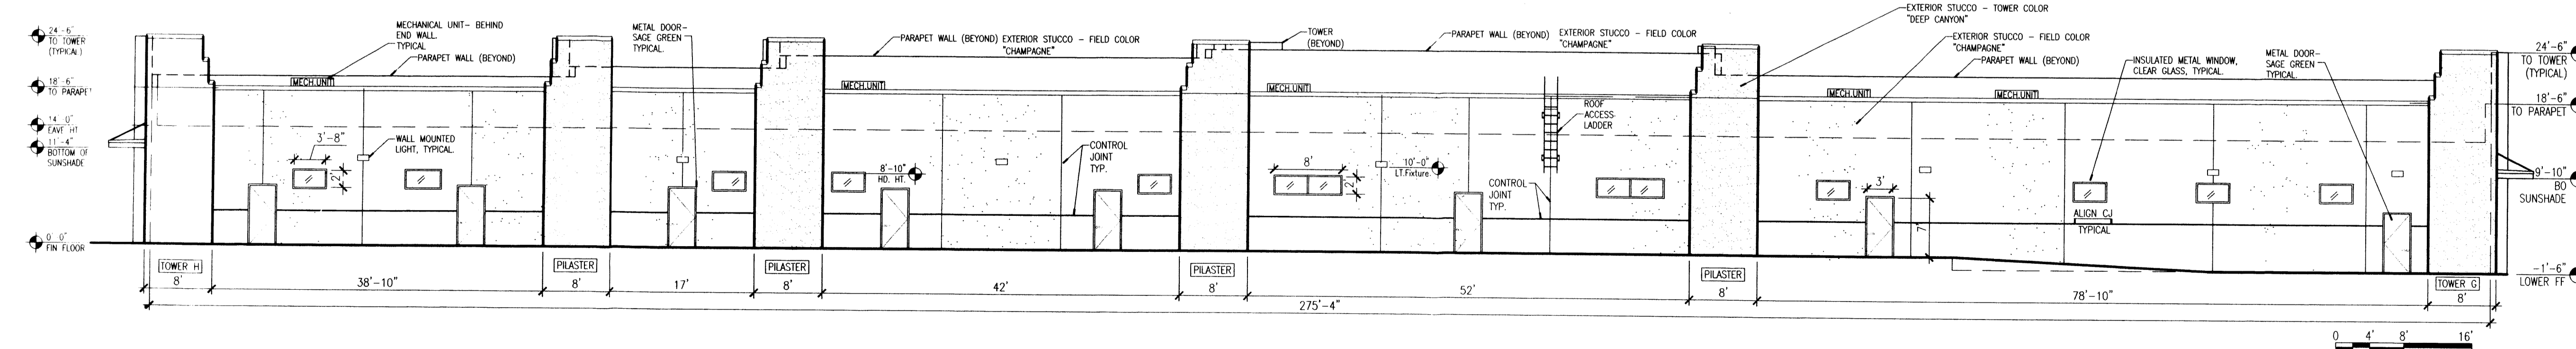 24'-6"
TO TOWER
(TYPICAL)
18'-6"
TO PARAPET
14'-0"
EAVE HT
11'-4"
BOTTOM OF
SUNSHADE
0'-0"
FIN FLOOR
MECHANICAL UNIT- BEHIND
END WALL.
TYPICAL
PARAPET WALL (BEYOND)
MECH.UNIT
3'-8"
2'
WALL MOUNTED
LIGHT, TYPICAL.
METAL DOOR-
SAGE GREEN
TYPICAL.
PARAPET WALL (BEYOND) EXTERIOR STUCCO - FIELD COLOR
"CHAMPAGNE"
MECH.UNIT
8'-10"
HD. HT.
CONTROL
JOINT
TYP.
TOWER
(BEYOND)
PARAPET WALL (BEYOND) EXTERIOR STUCCO - FIELD COLOR
"CHAMPAGNE"
MECH.UNIT
8'
2'
10'-0"
LT.Fixture.
ROOF
ACCESS
LADDER
CONTROL
JOINT
TYP.
EXTERIOR STUCCO - TOWER COLOR
"DEEP CANYON"
EXTERIOR STUCCO - FIELD COLOR
"CHAMPAGNE"
PARAPET WALL (BEYOND)
MECH.UNIT
MECH.UNIT
INSULATED METAL WINDOW,
CLEAR GLASS, TYPICAL.
METAL DOOR-
SAGE GREEN
TYPICAL.
3'
7'
ALIGN CJ
TYPICAL
24'-6"
TO TOWER
(TYPICAL)
18'-6"
TO PARAPET
9'-10"
BO
SUNSHADE
-1'-6"
LOWER FF
TOWER H
PILASTER
PILASTER
PILASTER
PILASTER
TOWER G
8'
38'-10"
8'
17'
8'
42'
8'
52'
8'
78'-10"
8'
275'-4"
0 4' 8' 16'